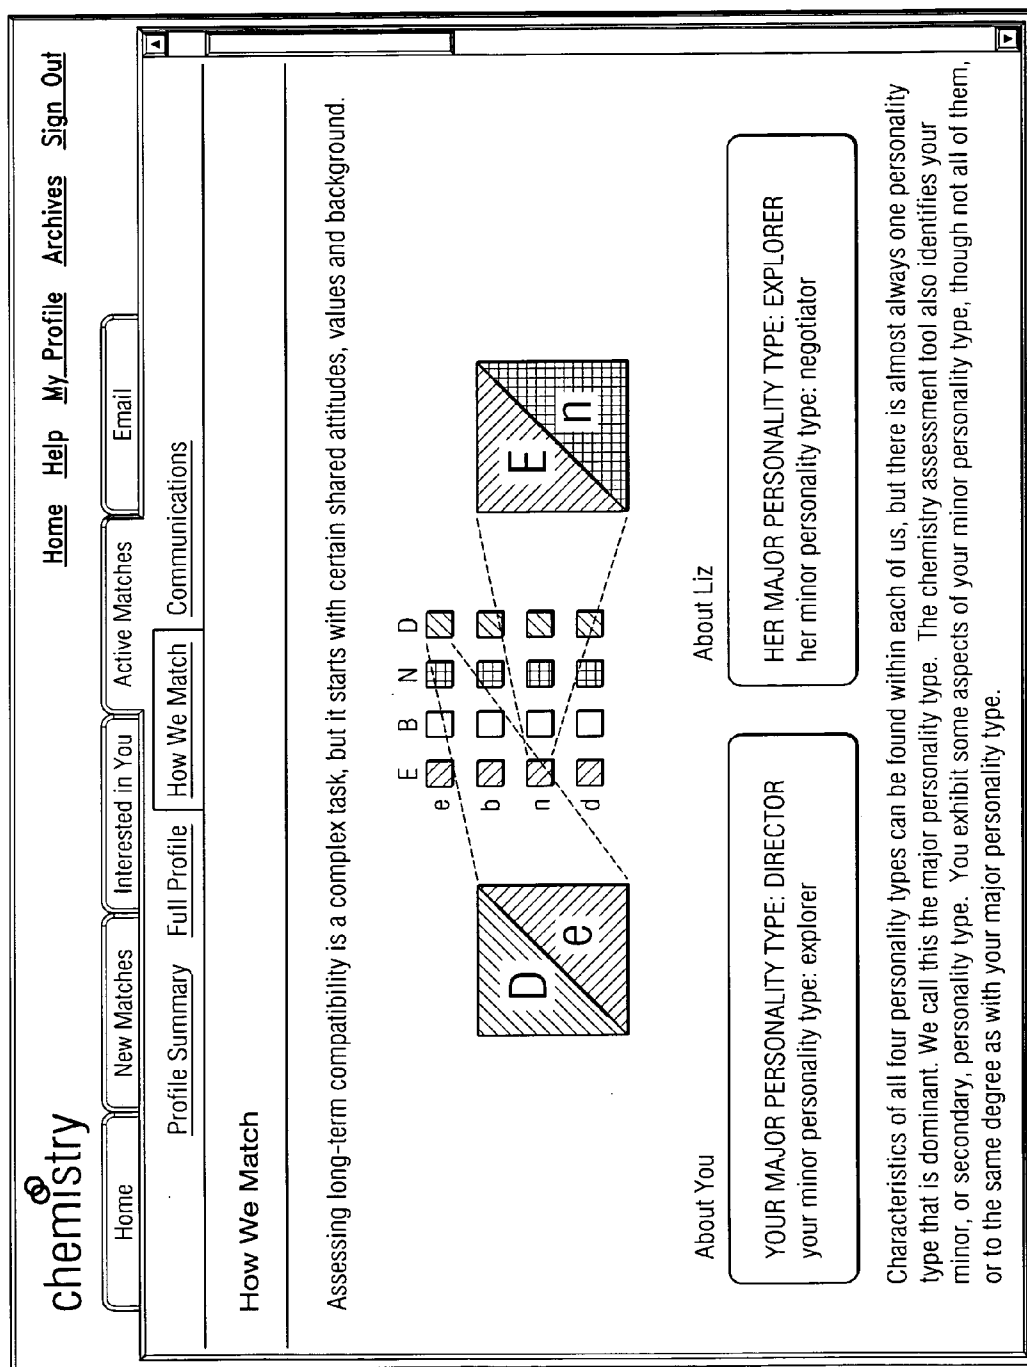 chemistry
Home Help My Profile Archives Sign Out
Home New Matches Interested in You Active Matches Email
Profile Summary Full Profile How We Match Communications
How We Match
Assessing long-term compatibility is a complex task, but it starts with certain shared attitudes, values and background.
E B N D
e
b
n
d
D
e
E
n
About You
YOUR MAJOR PERSONALITY TYPE: DIRECTOR
your minor personality type: explorer
About Liz
HER MAJOR PERSONALITY TYPE: EXPLORER
her minor personality type: negotiator
Characteristics of all four personality types can be found within each of us, but there is almost always one personality
type that is dominant. We call this the major personality type. The chemistry assessment tool also identifies your
minor, or secondary, personality type. You exhibit some aspects of your minor personality type, though not all of them,
or to the same degree as with your major personality type.